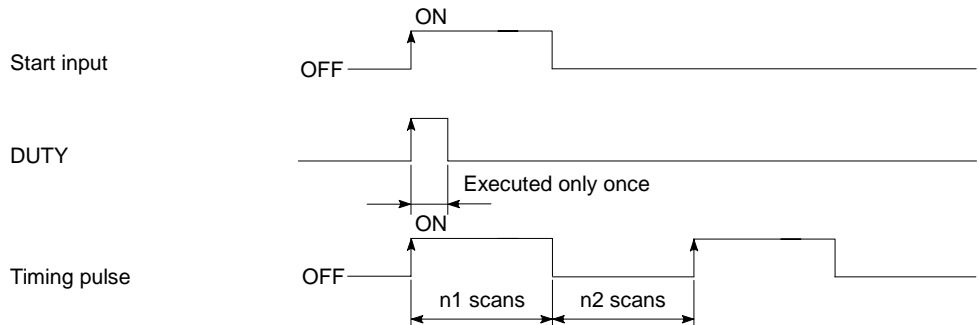 ON
Start input
OFF
DUTY
Executed only once
ON
Timing pulse
OFF
n1 scans
n2 scans